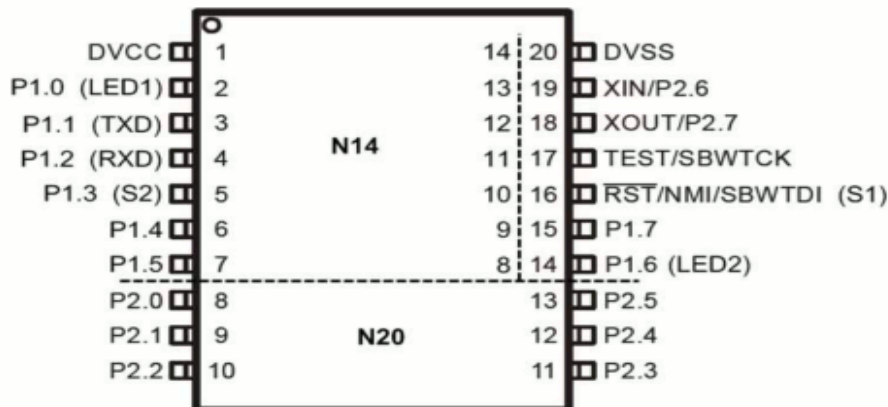 DVCC 1 14 20 DVSS
P1.0 (LED1) 2 13 19 XIN/P2.6
P1.1 (TXD) 3 12 18 XOUT/P2.7
P1.2 (RXD) 4 N14 11 17 TEST/SBWTCK
P1.3 (S2) 5 10 16 RST/NMI/SBWTDI (S1)
P1.4 6 9 15 P1.7
P1.5 7 8 14 P1.6 (LED2)
P2.0 8 13 P2.5
P2.1 9 N20 12 P2.4
P2.2 10 11 P2.3